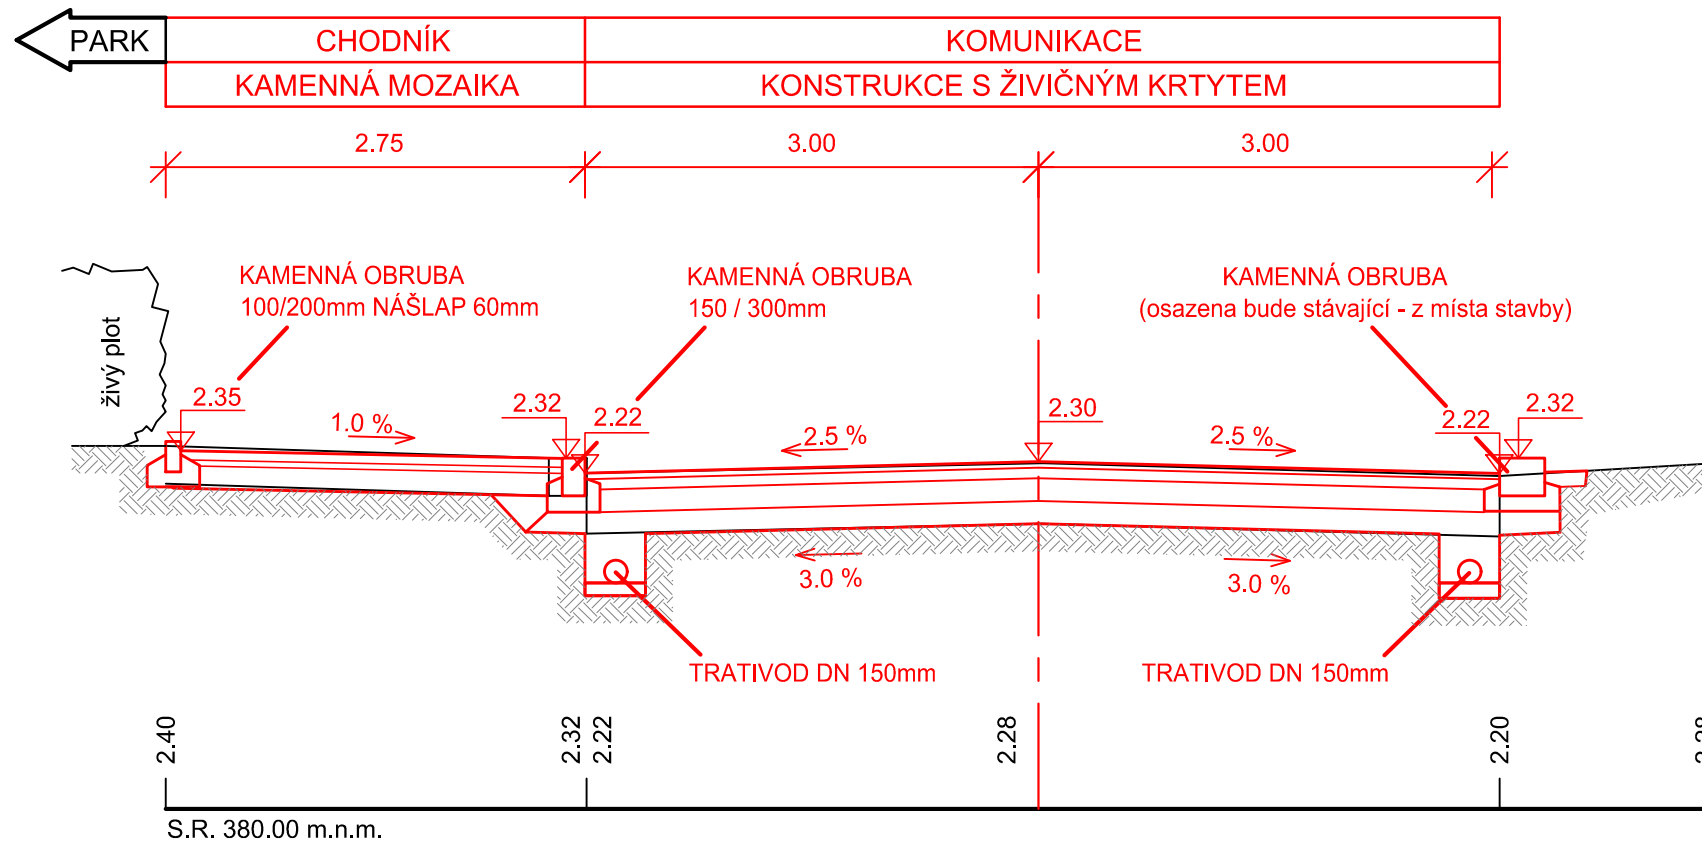 PARK
CHODNÍK
KOMUNIKACE
KAMENNÁ MOZAIKA
KONSTRUKCE S ŽIVIČNÝM KRTYTEM
2.75
3.00
3.00
KAMENNÁ OBRUBA
100/200mm NÁŠLAP 60mm
KAMENNÁ OBRUBA
150 / 300mm
KAMENNÁ OBRUBA
(osazena bude stávající - z místa stavby)
živý plot
2.35
1.0 %
2.32
2.22
2.5 %
2.30
2.5 %
2.22
2.32
3.0 %
3.0 %
TRATIVOD DN 150mm
TRATIVOD DN 150mm
2.40
2.32
2.22
2.28
2.20
S.R. 380.00 m.n.m.